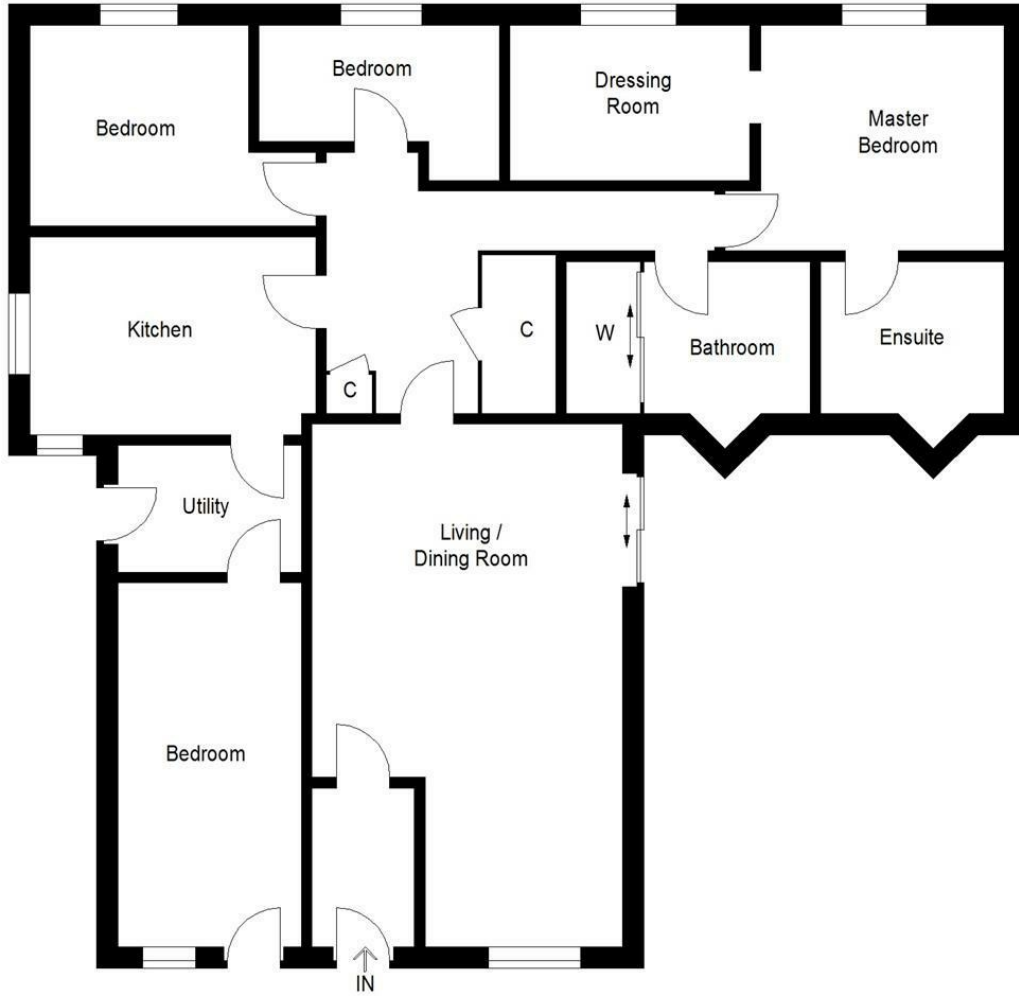 Bedroom
Bedroom
Dressing
Room
Master
Bedroom
Kitchen
C
W
Bathroom
Ensuite
C
Utility
Living /
Dining Room
Bedroom
IN